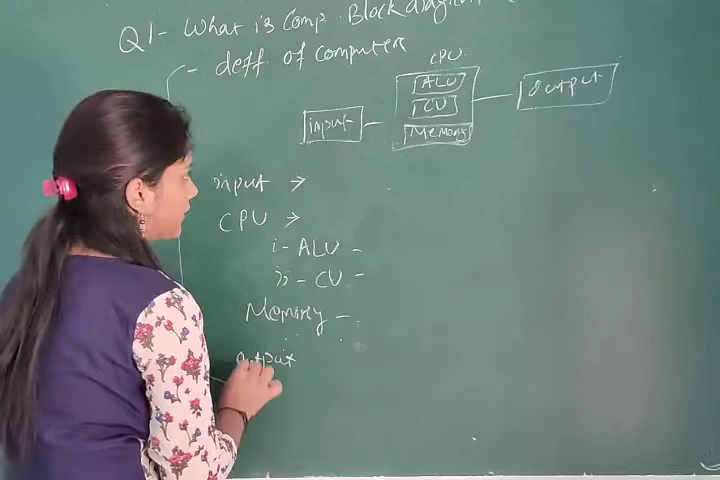 Q1- What is Comp. Block diagram
- deff. of computer
CPU
ALU
CU
Memory
input
output
input →
CPU →
i- ALU -
ii - CU -
Memory -
output